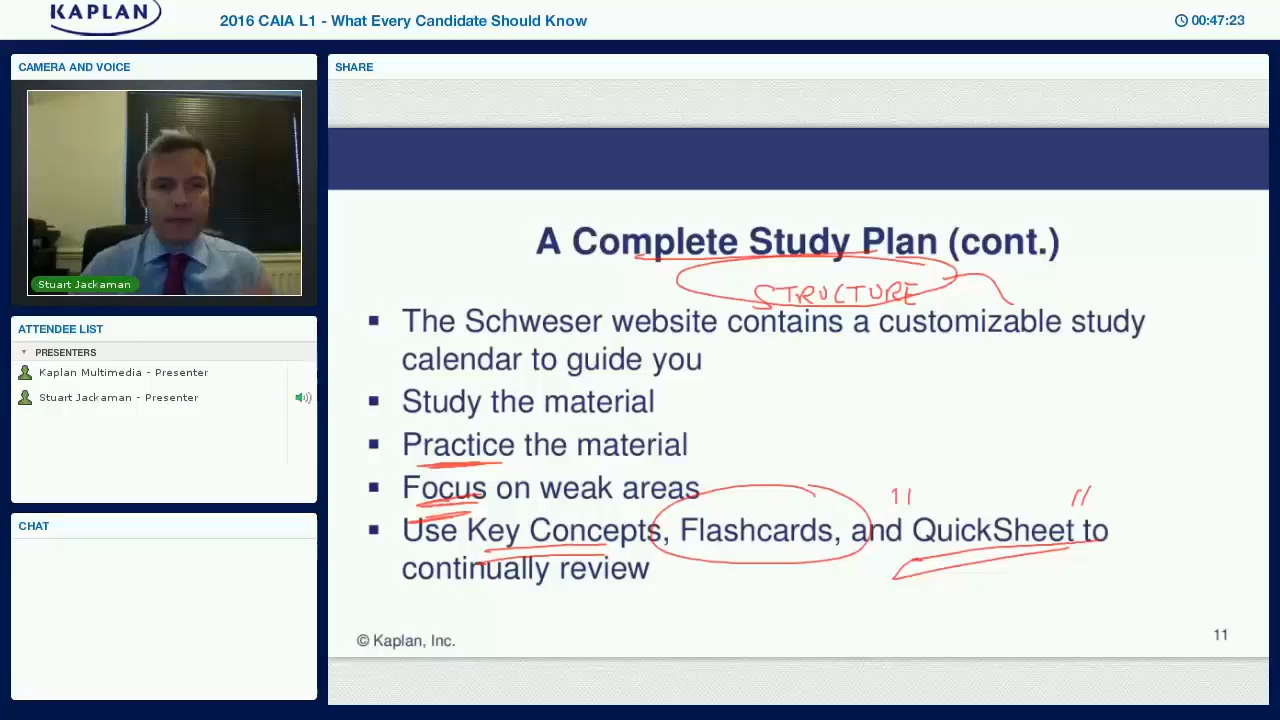 KAPLAN
2016 CAIA L1 - What Every Candidate Should Know
00:47:23
CAMERA AND VOICE
Stuart Jackaman
ATTENDEE LIST
PRESENTERS
Kaplan Multimedia - Presenter
Stuart Jackaman - Presenter
CHAT
SHARE
A Complete Study Plan (cont.)
STRUCTURE
▪ The Schweser website contains a customizable study
calendar to guide you
▪ Study the material
▪ Practice the material
▪ Focus on weak areas
" "
▪ Use Key Concepts, Flashcards, and QuickSheet to
continually review
© Kaplan, Inc.
11